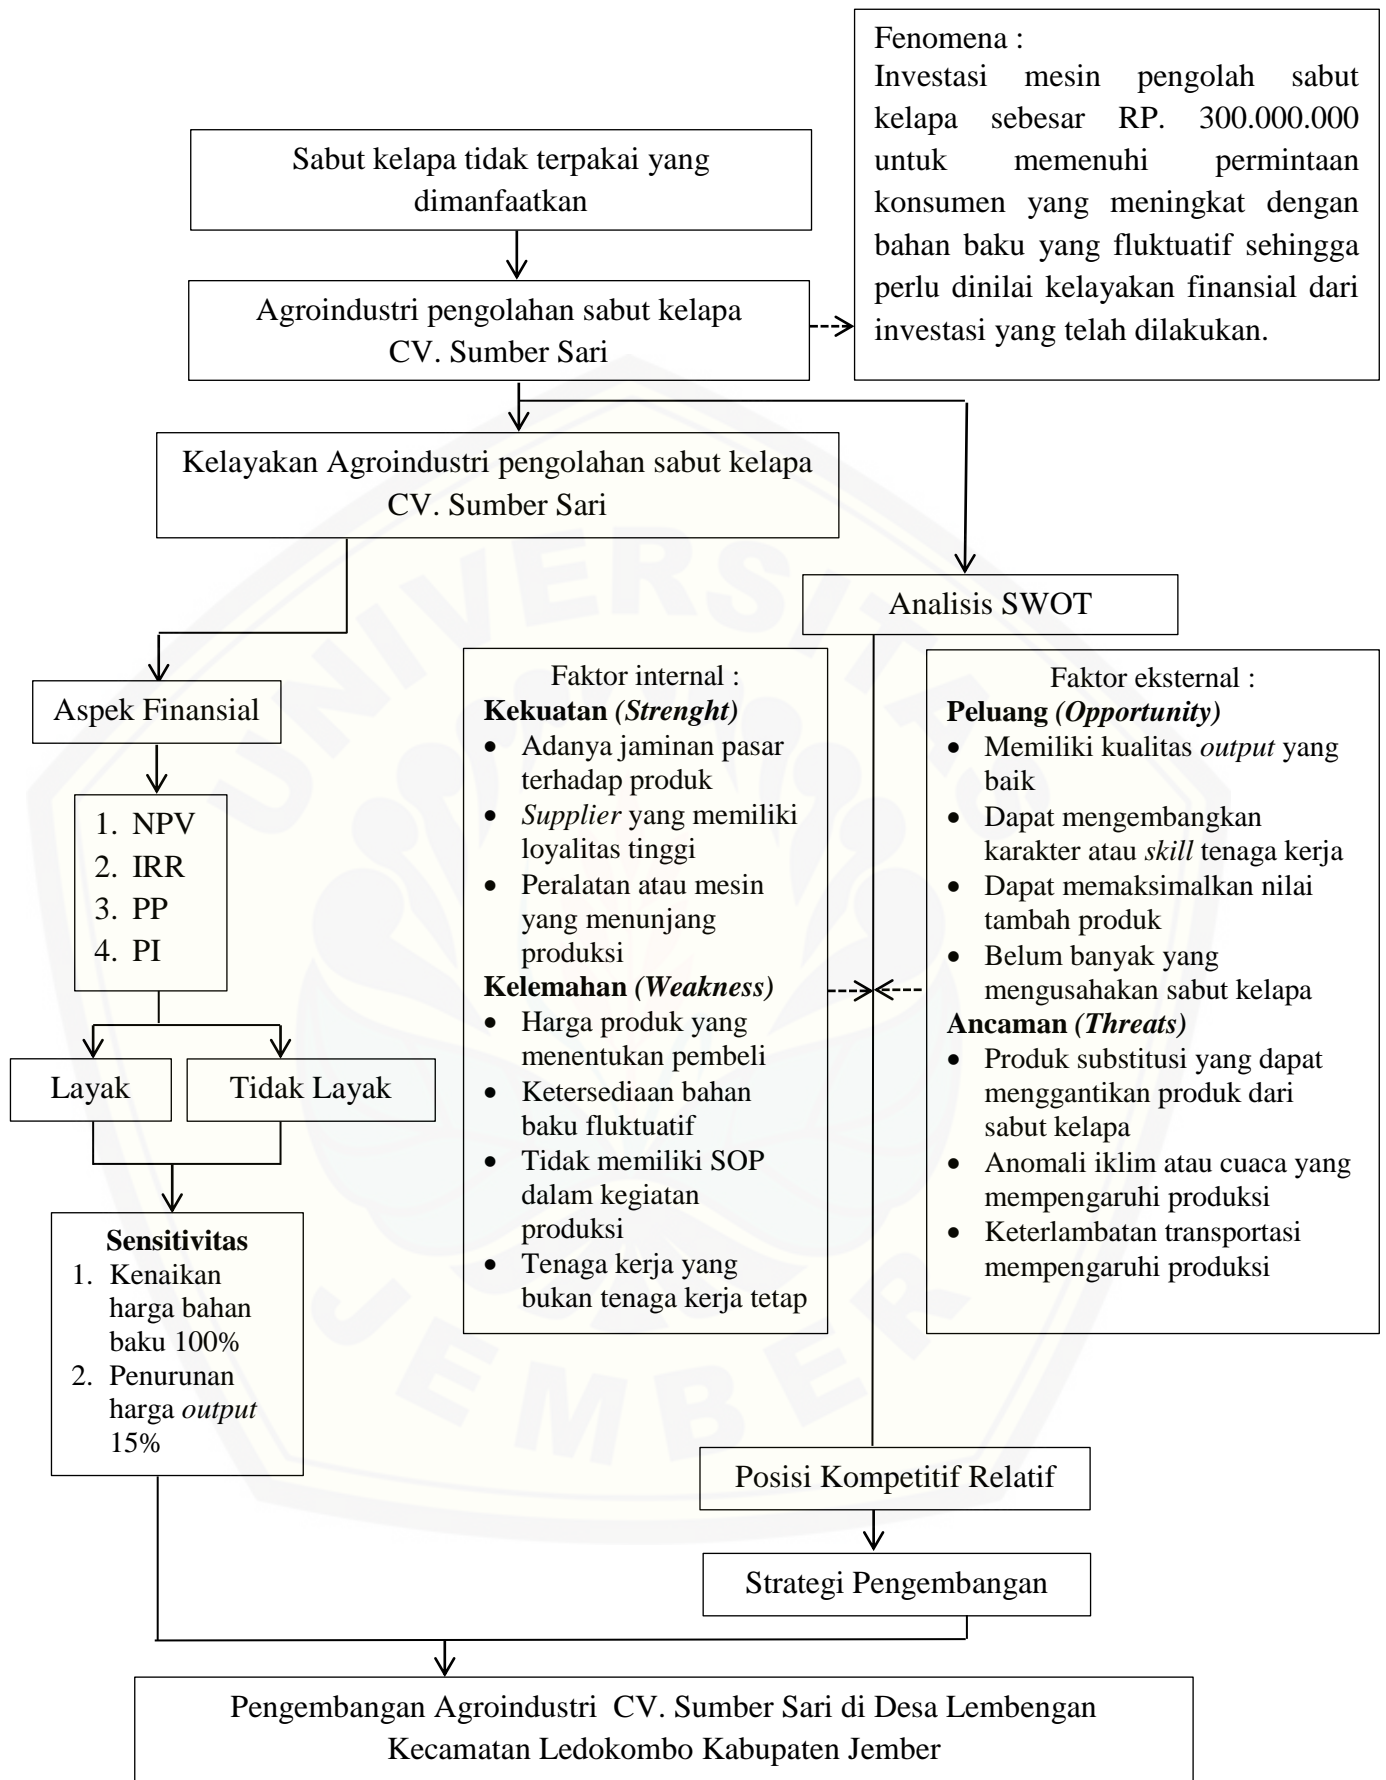 Fenomena :
Investasi mesin pengolah sabut
kelapa sebesar RP. 300.000.000
untuk memenuhi permintaan
konsumen yang meningkat dengan
bahan baku yang fluktuatif sehingga
perlu dinilai kelayakan finansial dari
investasi yang telah dilakukan.
Sabut kelapa tidak terpakai yang
dimanfaatkan
Agroindustri pengolahan sabut kelapa
CV. Sumber Sari
Kelayakan Agroindustri pengolahan sabut kelapa
CV. Sumber Sari
Analisis SWOT
Aspek Finansial
1. NPV
2. IRR
3. PP
4. PI
Layak
Tidak Layak
Sensitivitas
1. Kenaikan
harga bahan
baku 100%
2. Penurunan
harga output
15%
Faktor internal :
Kekuatan (Strenght)
• Adanya jaminan pasar
terhadap produk
• Supplier yang memiliki
loyalitas tinggi
• Peralatan atau mesin
yang menunjang
produksi
Kelemahan (Weakness)
• Harga produk yang
menentukan pembeli
• Ketersediaan bahan
baku fluktuatif
• Tidak memiliki SOP
dalam kegiatan
produksi
• Tenaga kerja yang
bukan tenaga kerja tetap
Faktor eksternal :
Peluang (Opportunity)
• Memiliki kualitas output yang
baik
• Dapat mengembangkan
karakter atau skill tenaga kerja
• Dapat memaksimalkan nilai
tambah produk
• Belum banyak yang
mengusahakan sabut kelapa
Ancaman (Threats)
• Produk substitusi yang dapat
menggantikan produk dari
sabut kelapa
• Anomali iklim atau cuaca yang
mempengaruhi produksi
• Keterlambatan transportasi
mempengaruhi produksi
Posisi Kompetitif Relatif
Strategi Pengembangan
Pengembangan Agroindustri CV. Sumber Sari di Desa Lembengan
Kecamatan Ledokombo Kabupaten Jember
UNIVERSITAS
JEMBER